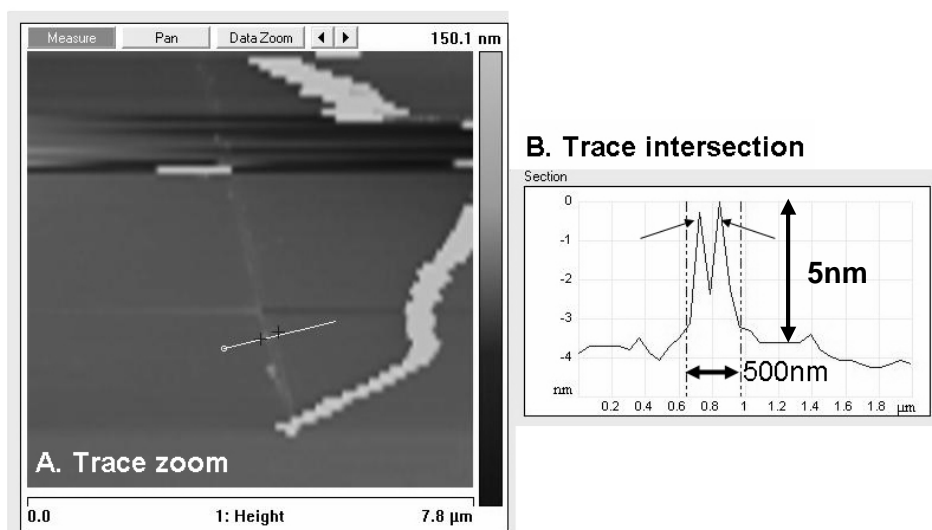 Measure Pan Data Zoom 150.1 nm
A. Trace zoom
0.0 1: Height 7.8 µm
B. Trace intersection
Section
0
-1
-2
-3
-4
nm
5nm
500nm
0.2 0.4 0.6 0.8 1 1.2 1.4 1.6 1.8 µm